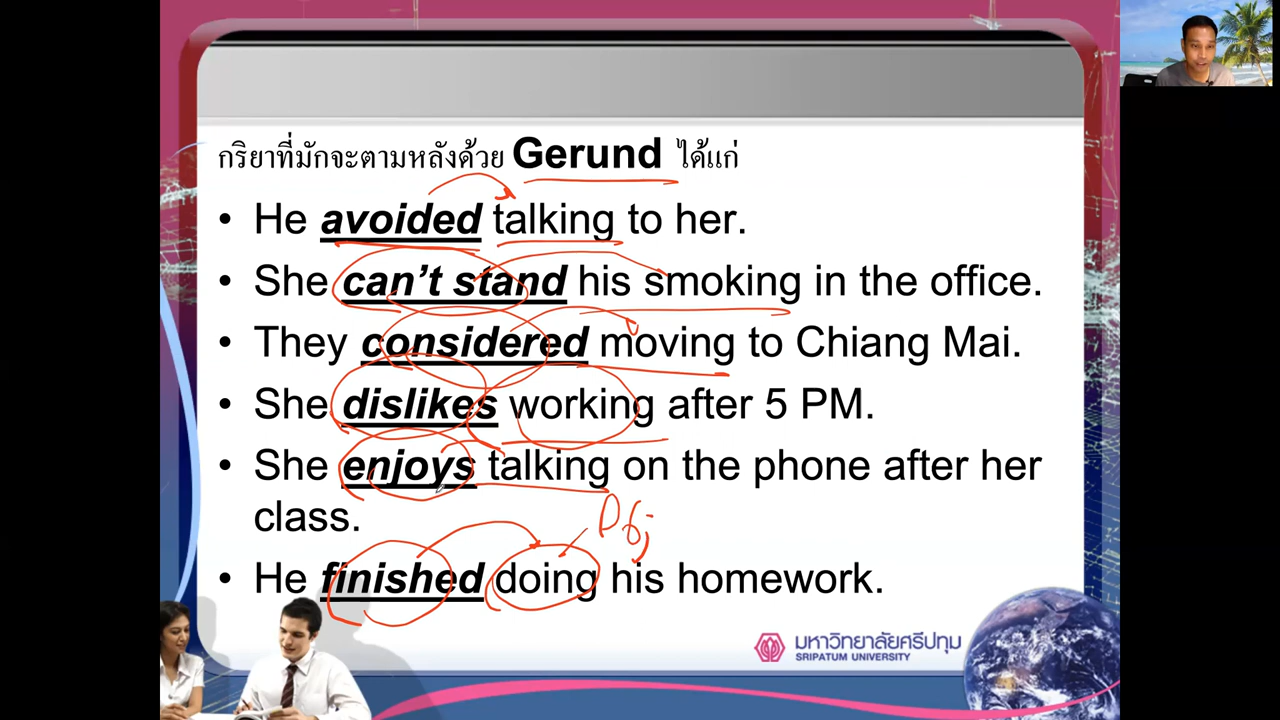 กริยาที่มักจะตามหลังด้วย Gerund ได้แก่
• He avoided talking to her.
• She can’t stand his smoking in the office.
• They considered moving to Chiang Mai.
• She dislikes working after 5 PM.
• She enjoys talking on the phone after her
class.
Obj
• He finished doing his homework.
มหาวิทยาลัยศรีปทุม
SRIPATUM UNIVERSITY